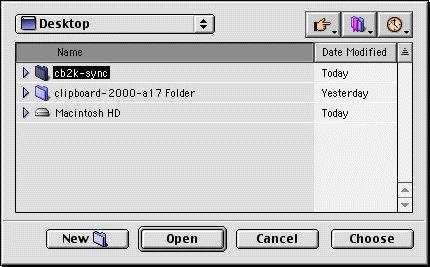 Desktop
Name Date Modified
cb2k-sync Today
clipboard-2000-a17 Folder Yesterday
Macintosh HD Today
New Open Cancel Choose